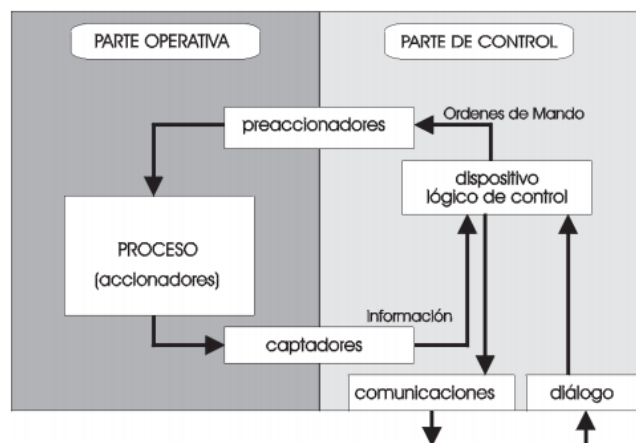 PARTE OPERATIVA
PARTE DE CONTROL
preaccionadores
Ordenes de Mando
dispositivo
lógico de control
PROCESO
(accionadores)
Información
captadores
comunicaciones
diálogo